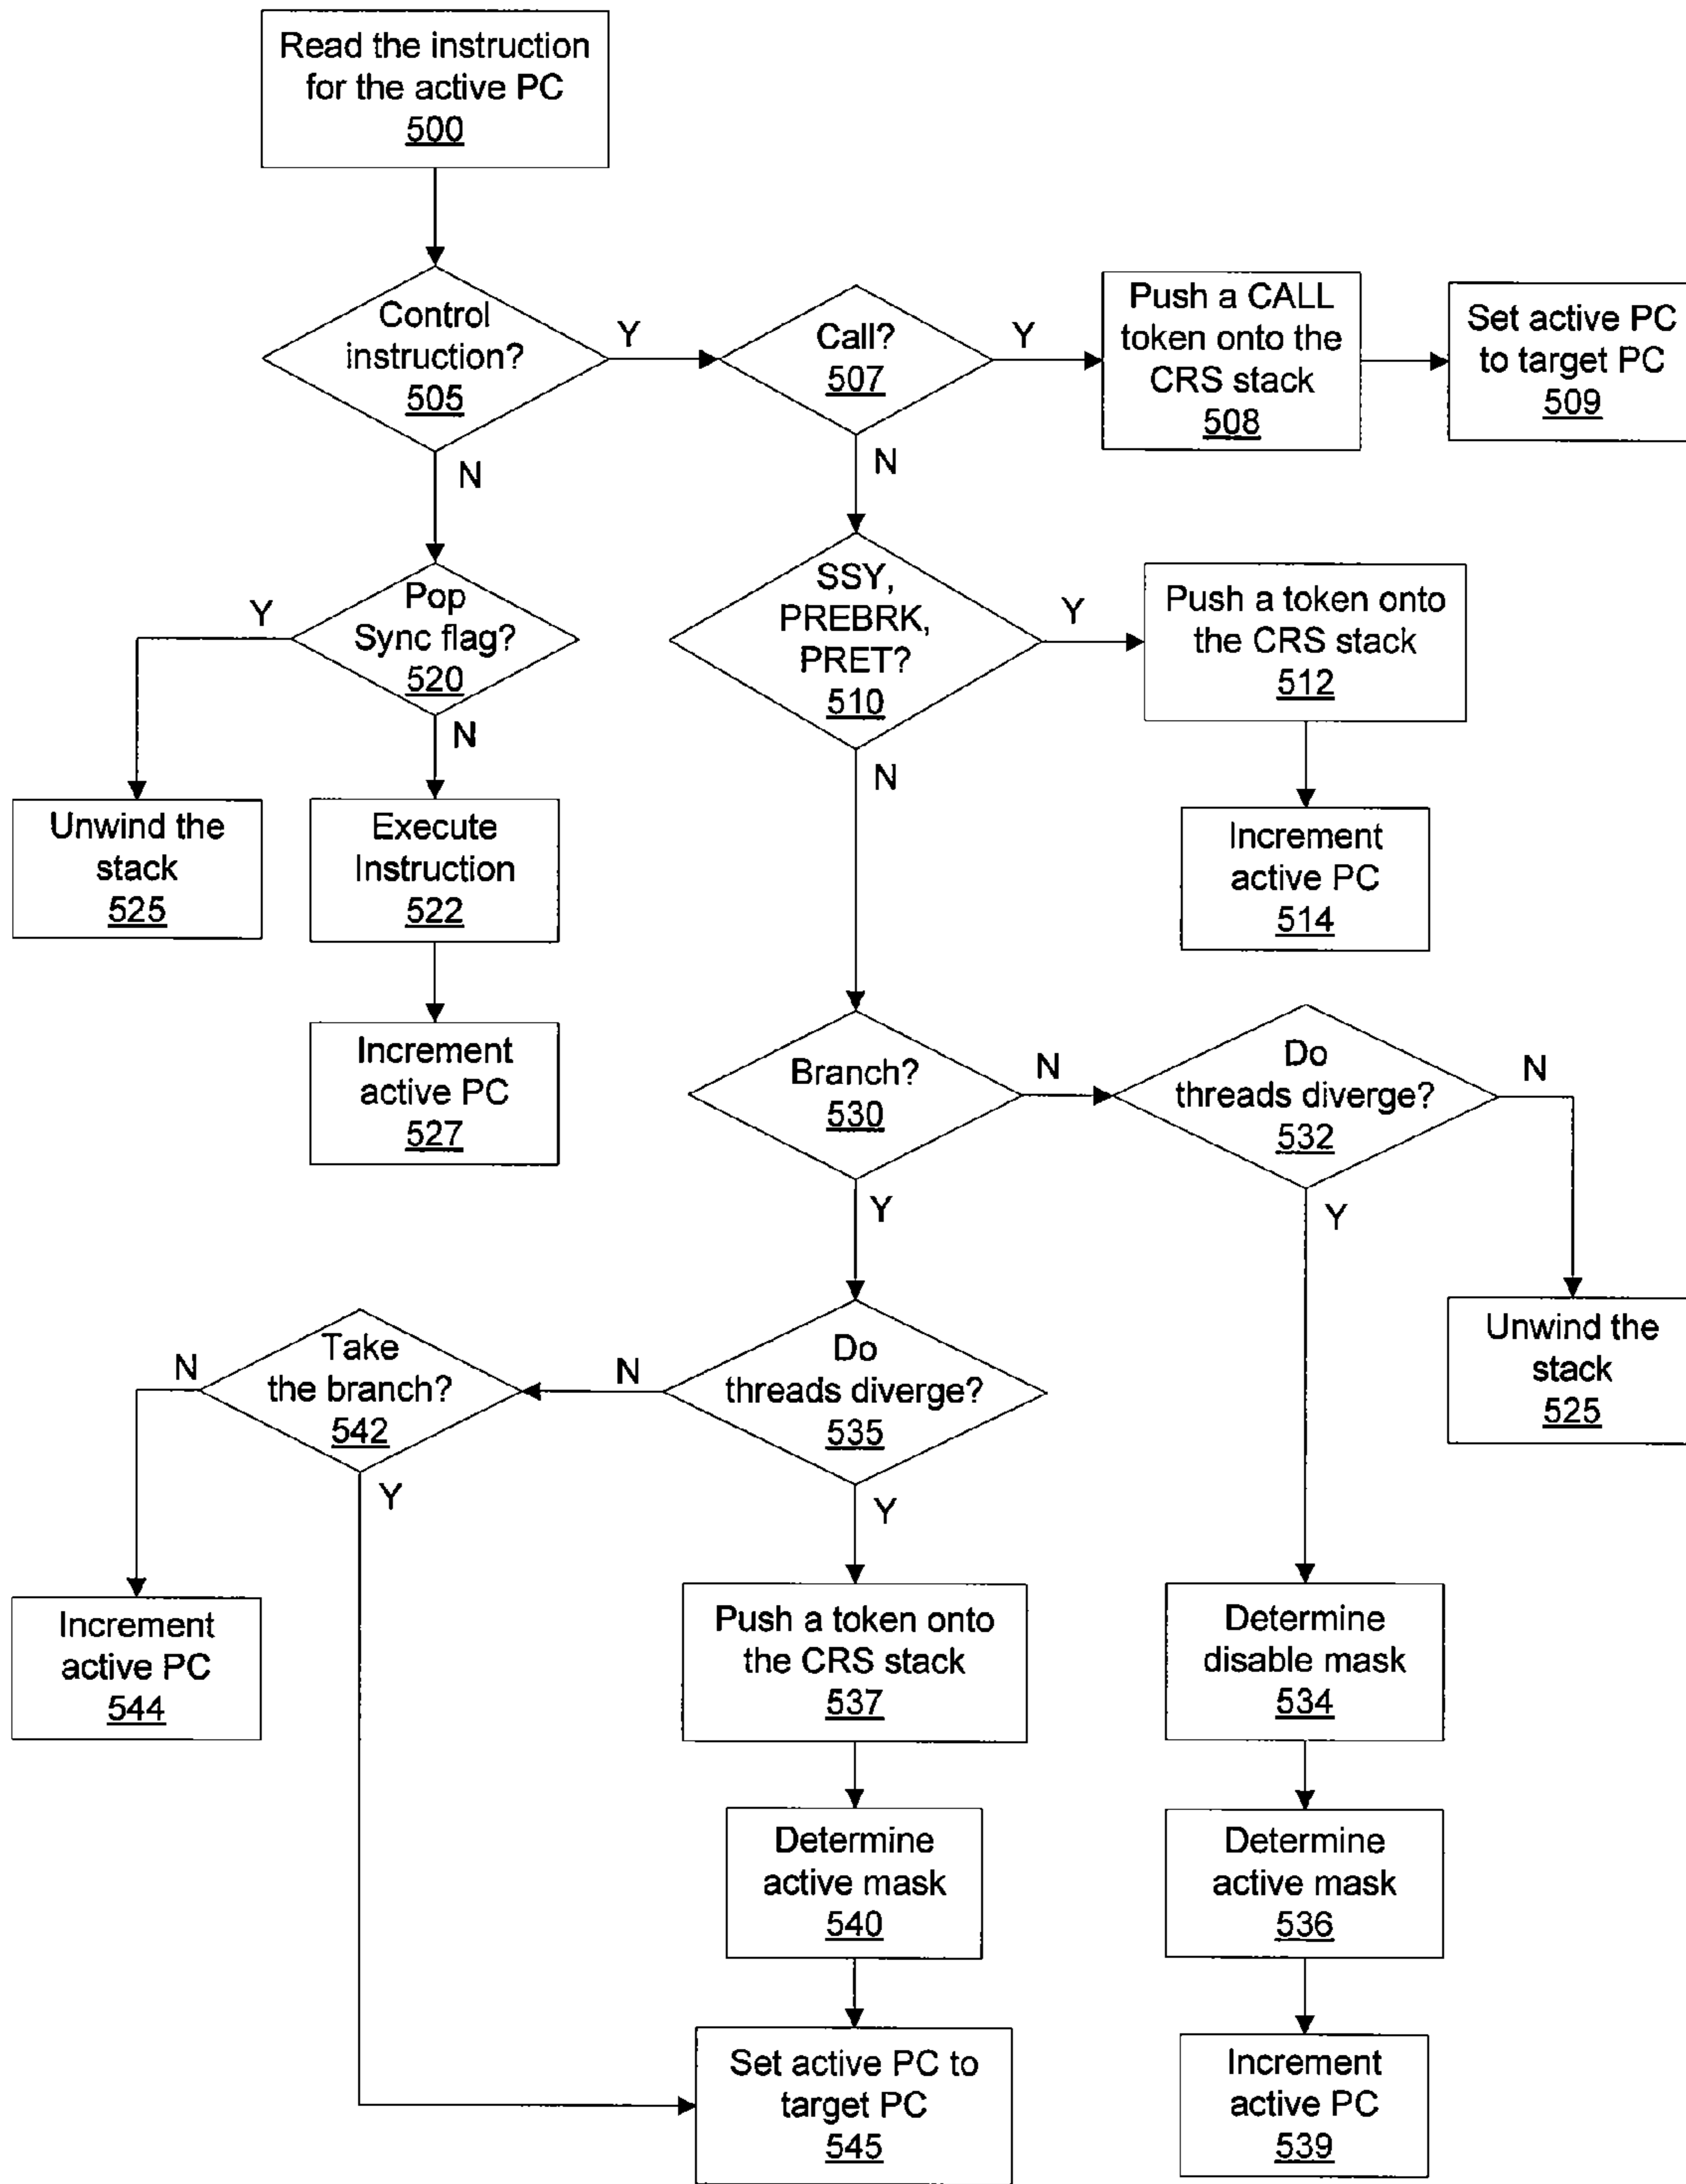 Read the instruction
for the active PC
500
Control
instruction?
505
Y
Call?
507
Y
Push a CALL
token onto the
CRS stack
508
Set active PC
to target PC
509
N
N
Pop
Sync flag?
520
Y
N
SSY,
PREBRK,
PRET?
510
Y
Push a token onto
the CRS stack
512
N
Unwind the
stack
525
Execute
Instruction
522
Increment
active PC
514
Increment
active PC
527
Branch?
530
N
Do
threads diverge?
532
N
Y
Y
Unwind the
stack
525
Take
the branch?
542
N
Y
N
Do
threads diverge?
535
Y
Increment
active PC
544
Push a token onto
the CRS stack
537
Determine
disable mask
534
Determine
active mask
540
Determine
active mask
536
Set active PC to
target PC
545
Increment
active PC
539